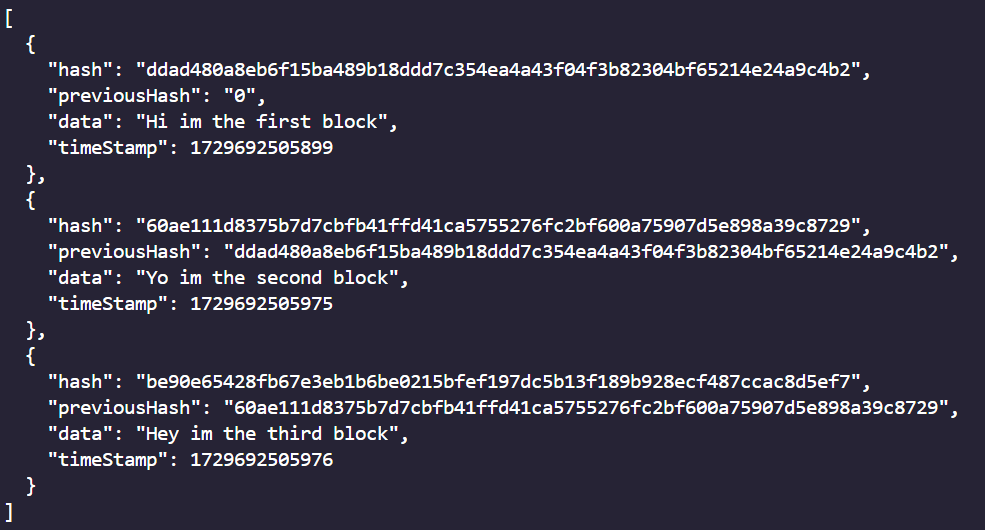 [
  {
    "hash": "ddad480a8eb6f15ba489b18ddd7c354ea4a43f04f3b82304bf65214e24a9c4b2",
    "previousHash": "0",
    "data": "Hi im the first block",
    "timeStamp": 1729692505899
  },
  {
    "hash": "60ae111d8375b7d7cbfb41ffd41ca5755276fc2bf600a75907d5e898a39c8729",
    "previousHash": "ddad480a8eb6f15ba489b18ddd7c354ea4a43f04f3b82304bf65214e24a9c4b2",
    "data": "Yo im the second block",
    "timeStamp": 1729692505975
  },
  {
    "hash": "be90e65428fb67e3eb1b6be0215bfef197dc5b13f189b928ecf487ccac8d5ef7",
    "previousHash": "60ae111d8375b7d7cbfb41ffd41ca5755276fc2bf600a75907d5e898a39c8729",
    "data": "Hey im the third block",
    "timeStamp": 1729692505976
  }
]